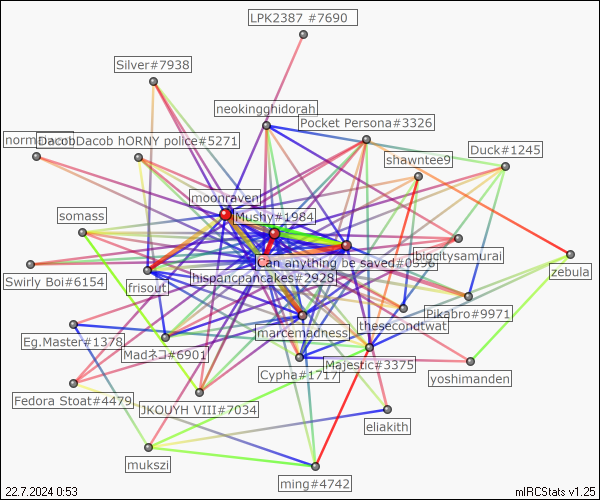 LPK2387 #7690
Silver#7938
neokingghidorah
Pocket Persona#3326
DacobDacob hORNY police#5271
Duck#1245
shawntee9
moonraven
somass
Mushy#1984
bigcitysamurai
Can anything be saved#0556
zebula
Swirly Boi#6154
hispancpancakes#2928
frisout
Pikabro#9971
thesecondtwat
marcemadness
Eg.Master#1378
Madネコ#6901
Majestic#3375
Cypha#1717
yoshimanden
Fedora Stoat#4479
JKOUYH VIII#7034
eliakith
mukszi
ming#4742
22.7.2024 0:53
mIRCStats v1.25